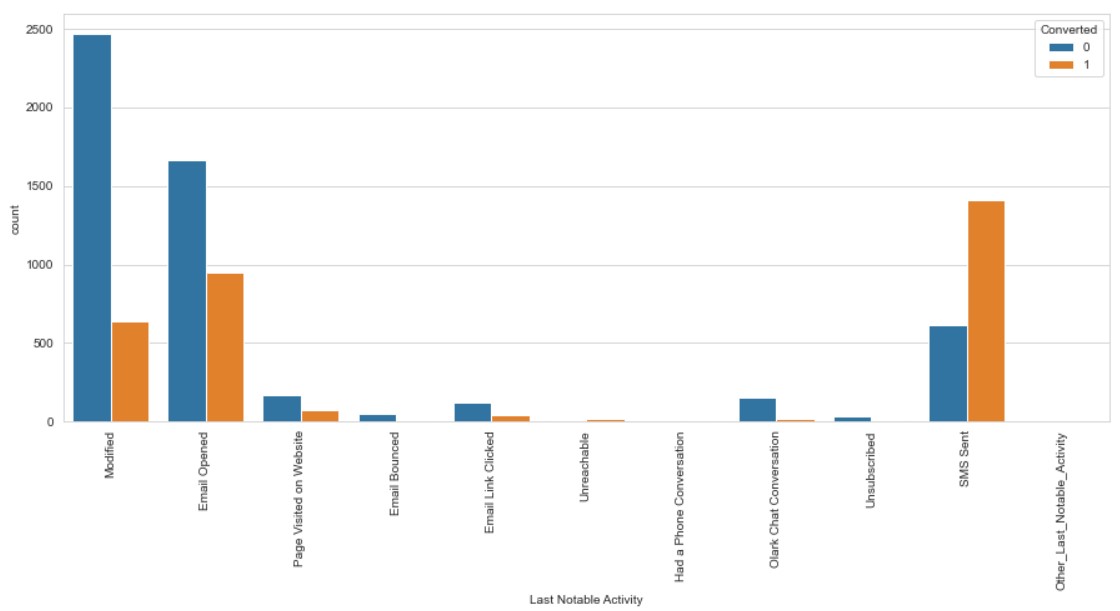 2500
2000
1500
1000
500
0
count
Converted
0
1
Modified
Email Opened
Page Visited on Website
Email Bounced
Email Link Clicked
Unreachable
Had a Phone Conversation
Olark Chat Conversation
Unsubscribed
SMS Sent
Other_Last_Notable_Activity
Last Notable Activity